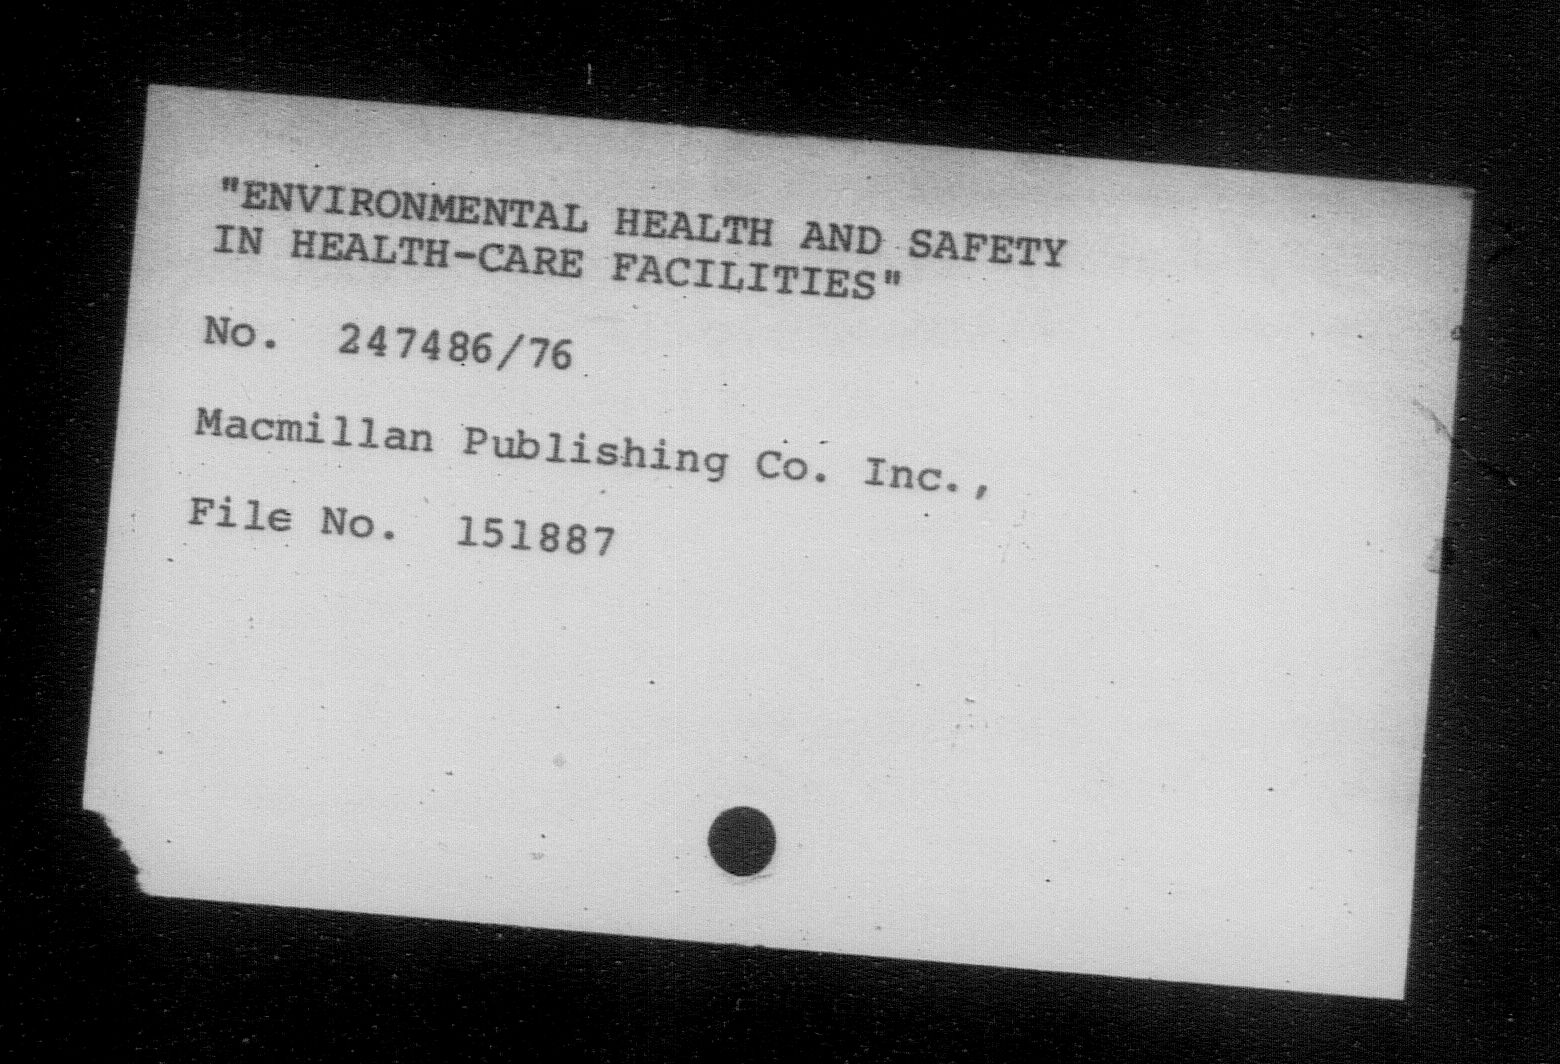 "ENVIRONMENTAL HEALTH AND SAFETY
IN HEALTH-CARE FACILITIES"
No. 247486/76
Macmillan Publishing Co. Inc.,
File No. 151887